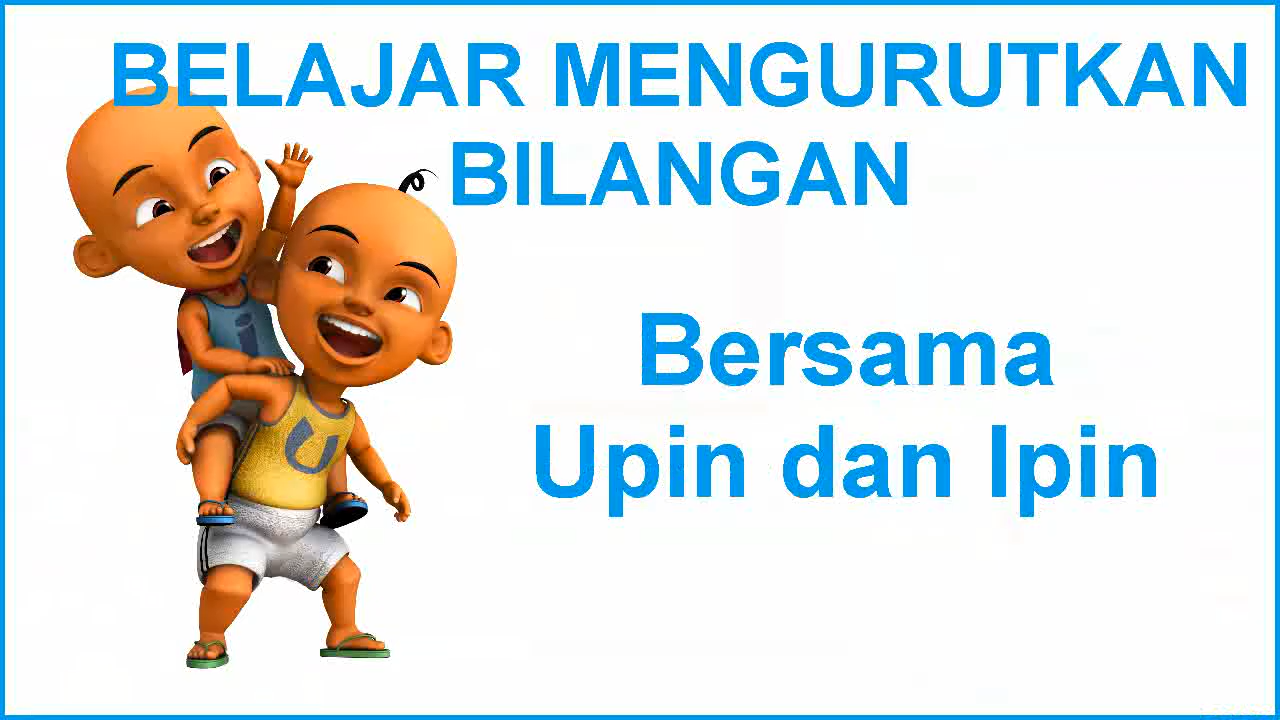 BELAJAR MENGURUTKAN
BILANGAN
Bersama
Upin dan Ipin
i
U